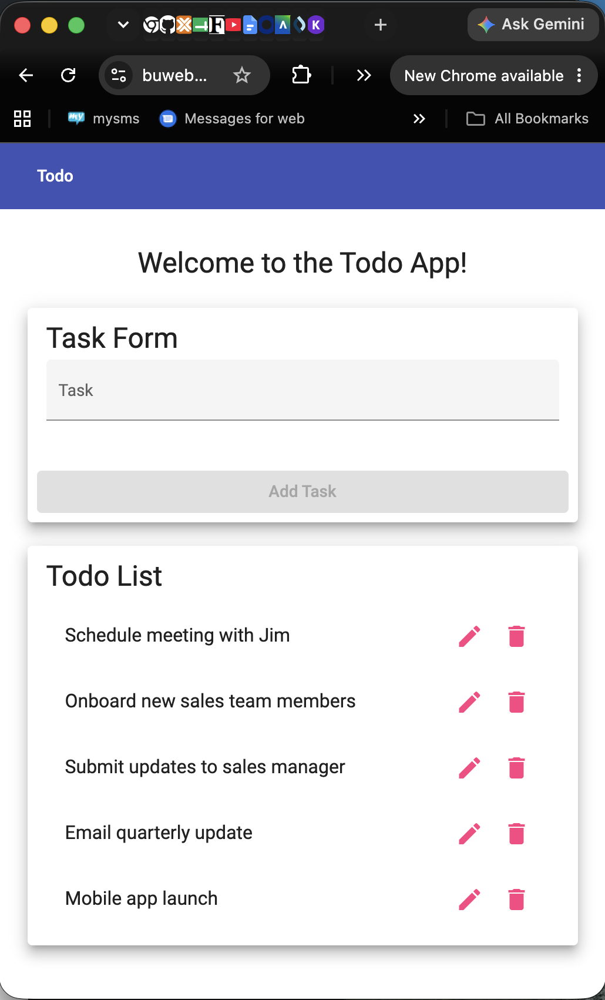 Ask Gemini
buweb...
New Chrome available
mysms
Messages for web
All Bookmarks
Todo
Welcome to the Todo App!
Task Form
Task
Add Task
Todo List
Schedule meeting with Jim
Onboard new sales team members
Submit updates to sales manager
Email quarterly update
Mobile app launch